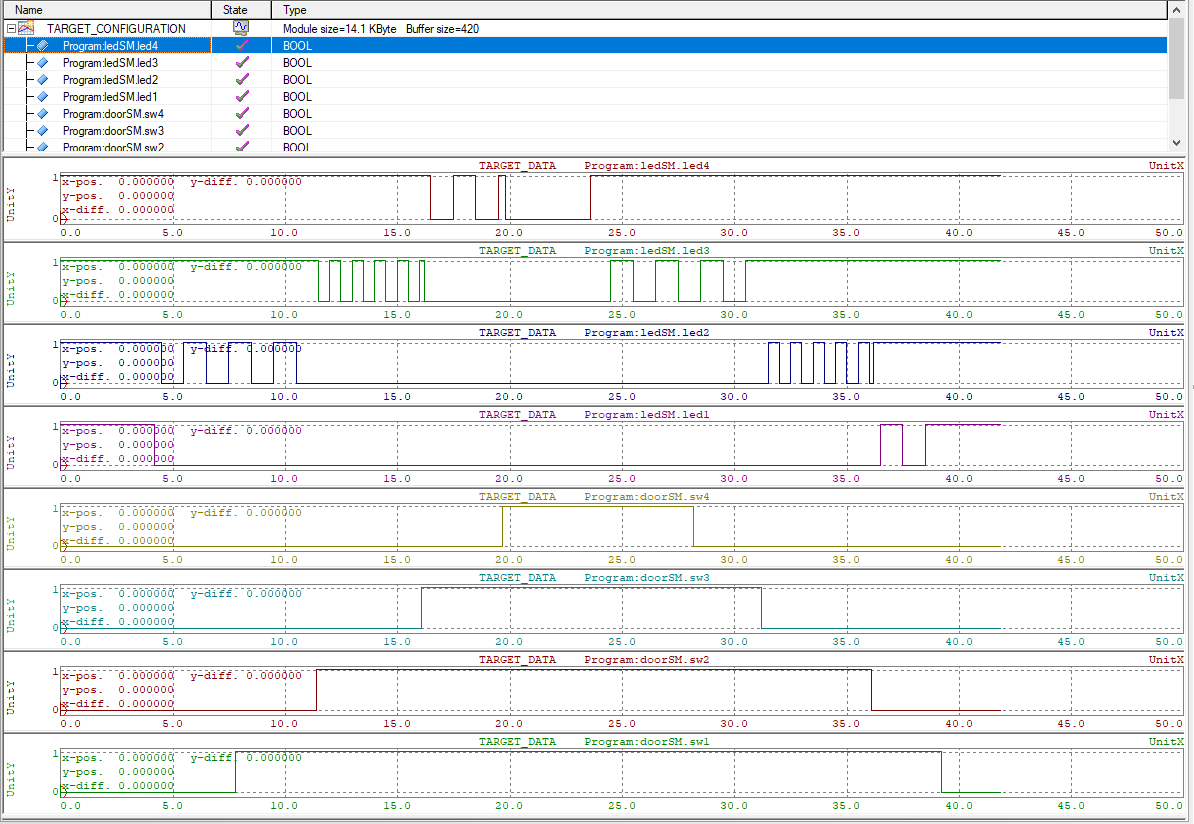 Name State Type
TARGET_CONFIGURATION Module size=14.1 KByte Buffer size=420
Program:ledSM.led4 BOOL
Program:ledSM.led3 BOOL
Program:ledSM.led2 BOOL
Program:ledSM.led1 BOOL
Program:doorSM.sw4 BOOL
Program:doorSM.sw3 BOOL
Program:doorSM.sw2 BOOL
TARGET_DATA Program:ledSM.led4 UnitX
1 x-pos. 0.000000 y-diff. 0.000000
UnitY y-pos. 0.000000
0 x-diff. 0.000000
0.0 5.0 10.0 15.0 20.0 25.0 30.0 35.0 40.0 45.0 50.0
TARGET_DATA Program:ledSM.led3 UnitX
1 x-pos. 0.000000 y-diff. 0.000000
UnitY y-pos. 0.000000
0 x-diff. 0.000000
0.0 5.0 10.0 15.0 20.0 25.0 30.0 35.0 40.0 45.0 50.0
TARGET_DATA Program:ledSM.led2 UnitX
1 x-pos. 0.000000 y-diff. 0.000000
UnitY y-pos. 0.000000
0 x-diff. 0.000000
0.0 5.0 10.0 15.0 20.0 25.0 30.0 35.0 40.0 45.0 50.0
TARGET_DATA Program:ledSM.led1 UnitX
1 x-pos. 0.000000 y-diff. 0.000000
UnitY y-pos. 0.000000
0 x-diff. 0.000000
0.0 5.0 10.0 15.0 20.0 25.0 30.0 35.0 40.0 45.0 50.0
TARGET_DATA Program:doorSM.sw4 UnitX
1 x-pos. 0.000000 y-diff. 0.000000
UnitY y-pos. 0.000000
0 x-diff. 0.000000
0.0 5.0 10.0 15.0 20.0 25.0 30.0 35.0 40.0 45.0 50.0
TARGET_DATA Program:doorSM.sw3 UnitX
1 x-pos. 0.000000 y-diff. 0.000000
UnitY y-pos. 0.000000
0 x-diff. 0.000000
0.0 5.0 10.0 15.0 20.0 25.0 30.0 35.0 40.0 45.0 50.0
TARGET_DATA Program:doorSM.sw2 UnitX
1 x-pos. 0.000000 y-diff. 0.000000
UnitY y-pos. 0.000000
0 x-diff. 0.000000
0.0 5.0 10.0 15.0 20.0 25.0 30.0 35.0 40.0 45.0 50.0
TARGET_DATA Program:doorSM.sw1 UnitX
1 x-pos. 0.000000 y-diff. 0.000000
UnitY y-pos. 0.000000
0 x-diff. 0.000000
0.0 5.0 10.0 15.0 20.0 25.0 30.0 35.0 40.0 45.0 50.0